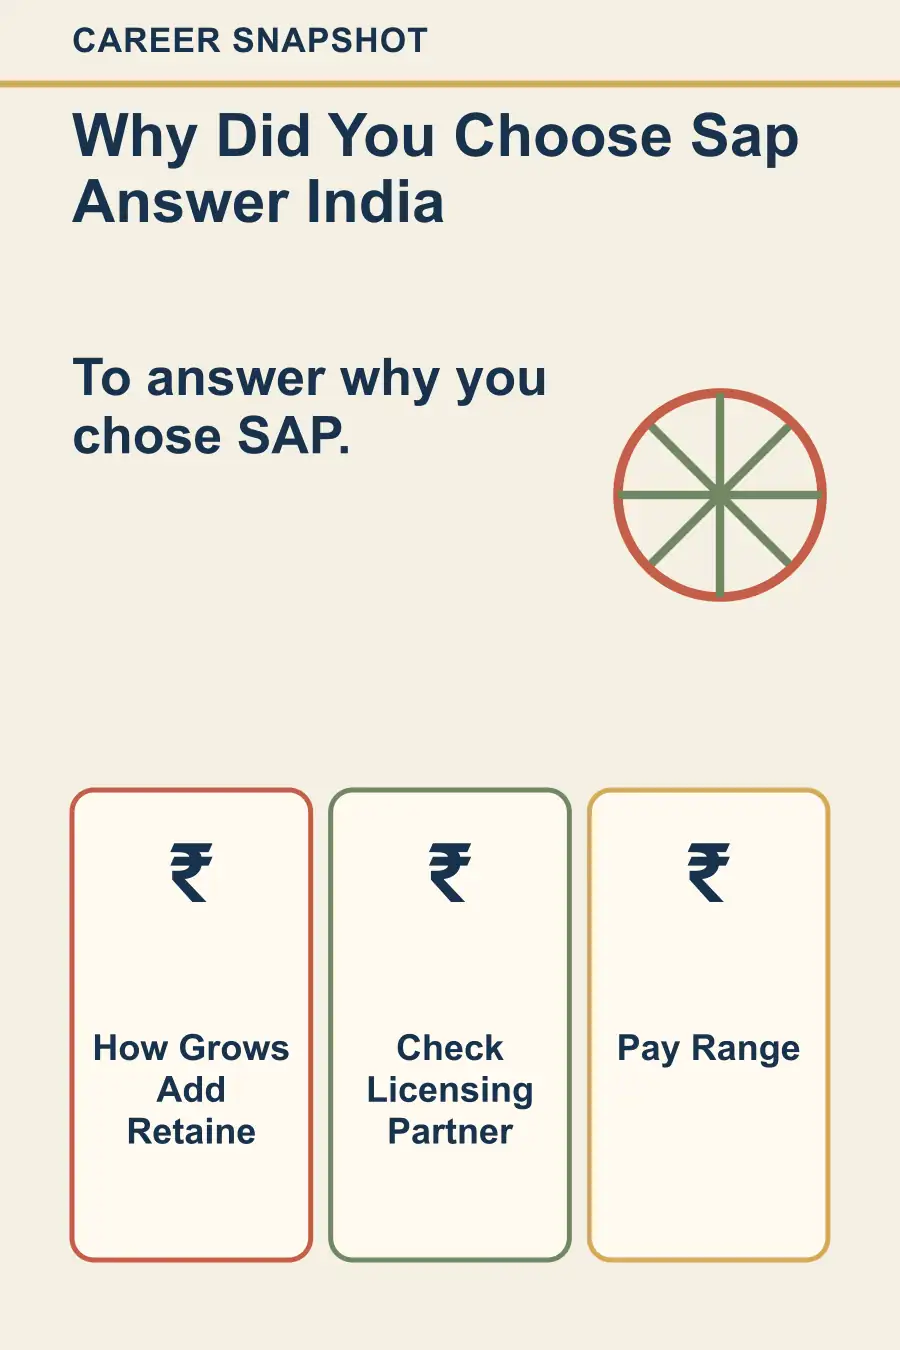 CAREER SNAPSHOT
Why Did You Choose Sap
Answer India
To answer why you
chose SAP.
₹
How Grows
Add
Retaine
₹
Check
Licensing
Partner
₹
Pay Range